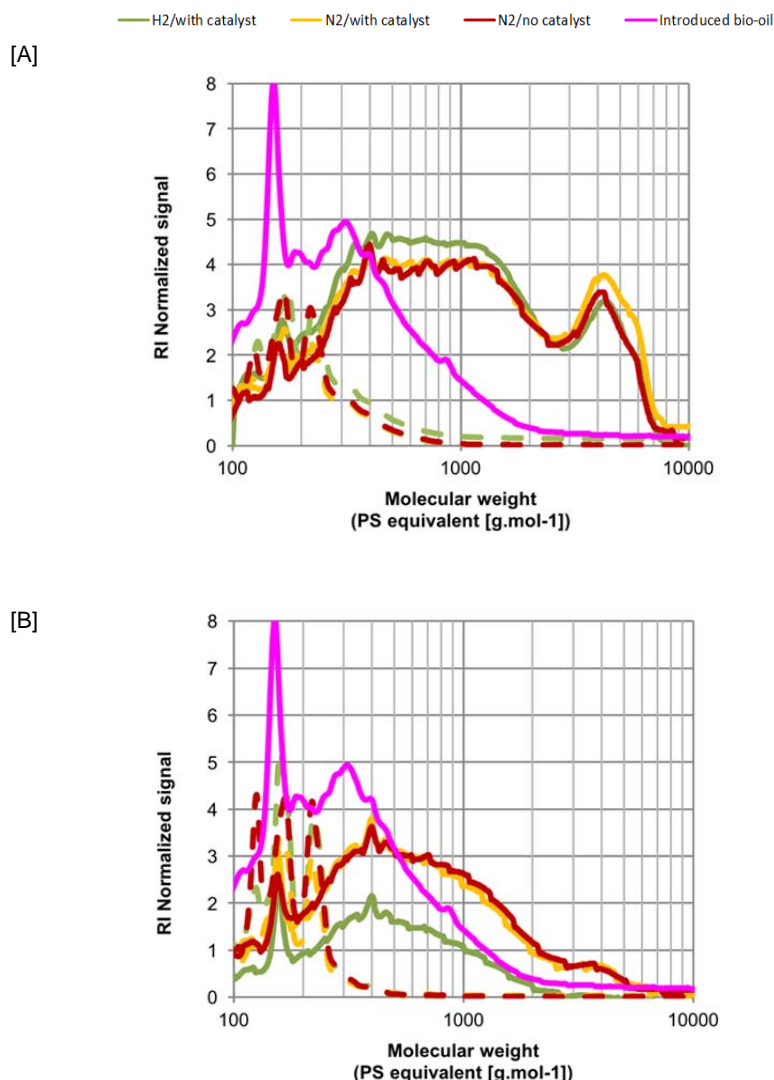 H2/with catalyst N2/with catalyst N2/no catalyst Introduced bio-oil
[A]
8
7
6
5
4
3
2
1
0
RI Normalized signal
100 1000 10000
Molecular weight
(PS equivalent [g.mol-1])
[B]
8
7
6
5
4
3
2
1
0
RI Normalized signal
100 1000 10000
Molecular weight
(PS equivalent [g.mol-1])